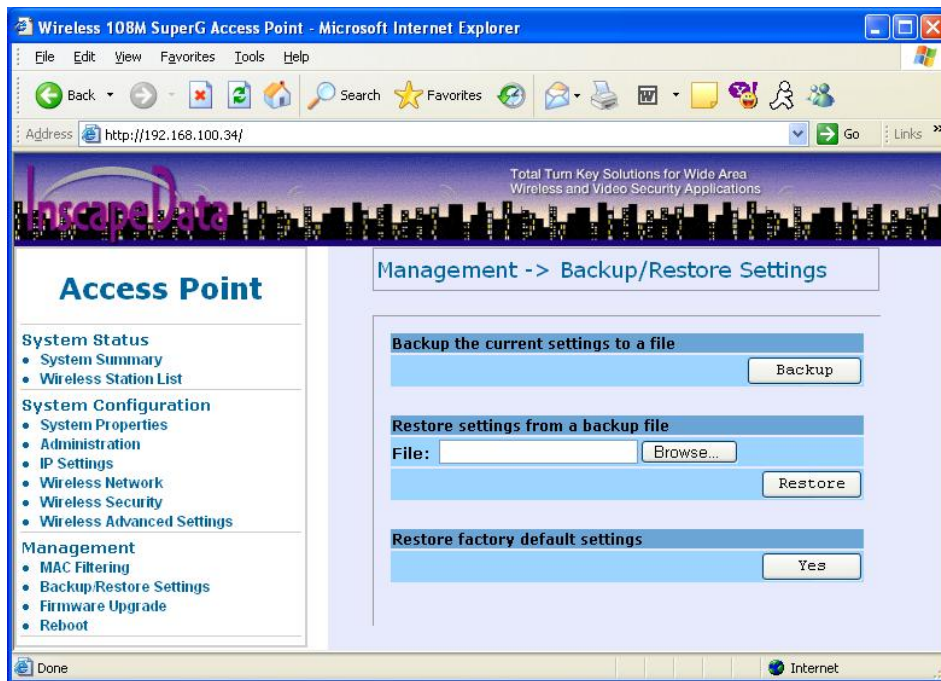 Wireless 108M SuperG Access Point - Microsoft Internet Explorer
File Edit View Favorites Tools Help
Back Search Favorites
Address http://192.168.100.34/ Go Links »
InscapeData
Total Turn Key Solutions for Wide Area
Wireless and Video Security Applications
Access Point
System Status
• System Summary
• Wireless Station List
System Configuration
• System Properties
• Administration
• IP Settings
• Wireless Network
• Wireless Security
• Wireless Advanced Settings
Management
• MAC Filtering
• Backup/Restore Settings
• Firmware Upgrade
• Reboot
Management -> Backup/Restore Settings
Backup the current settings to a file
Backup
Restore settings from a backup file
File: Browse...
Restore
Restore factory default settings
Yes
Done Internet